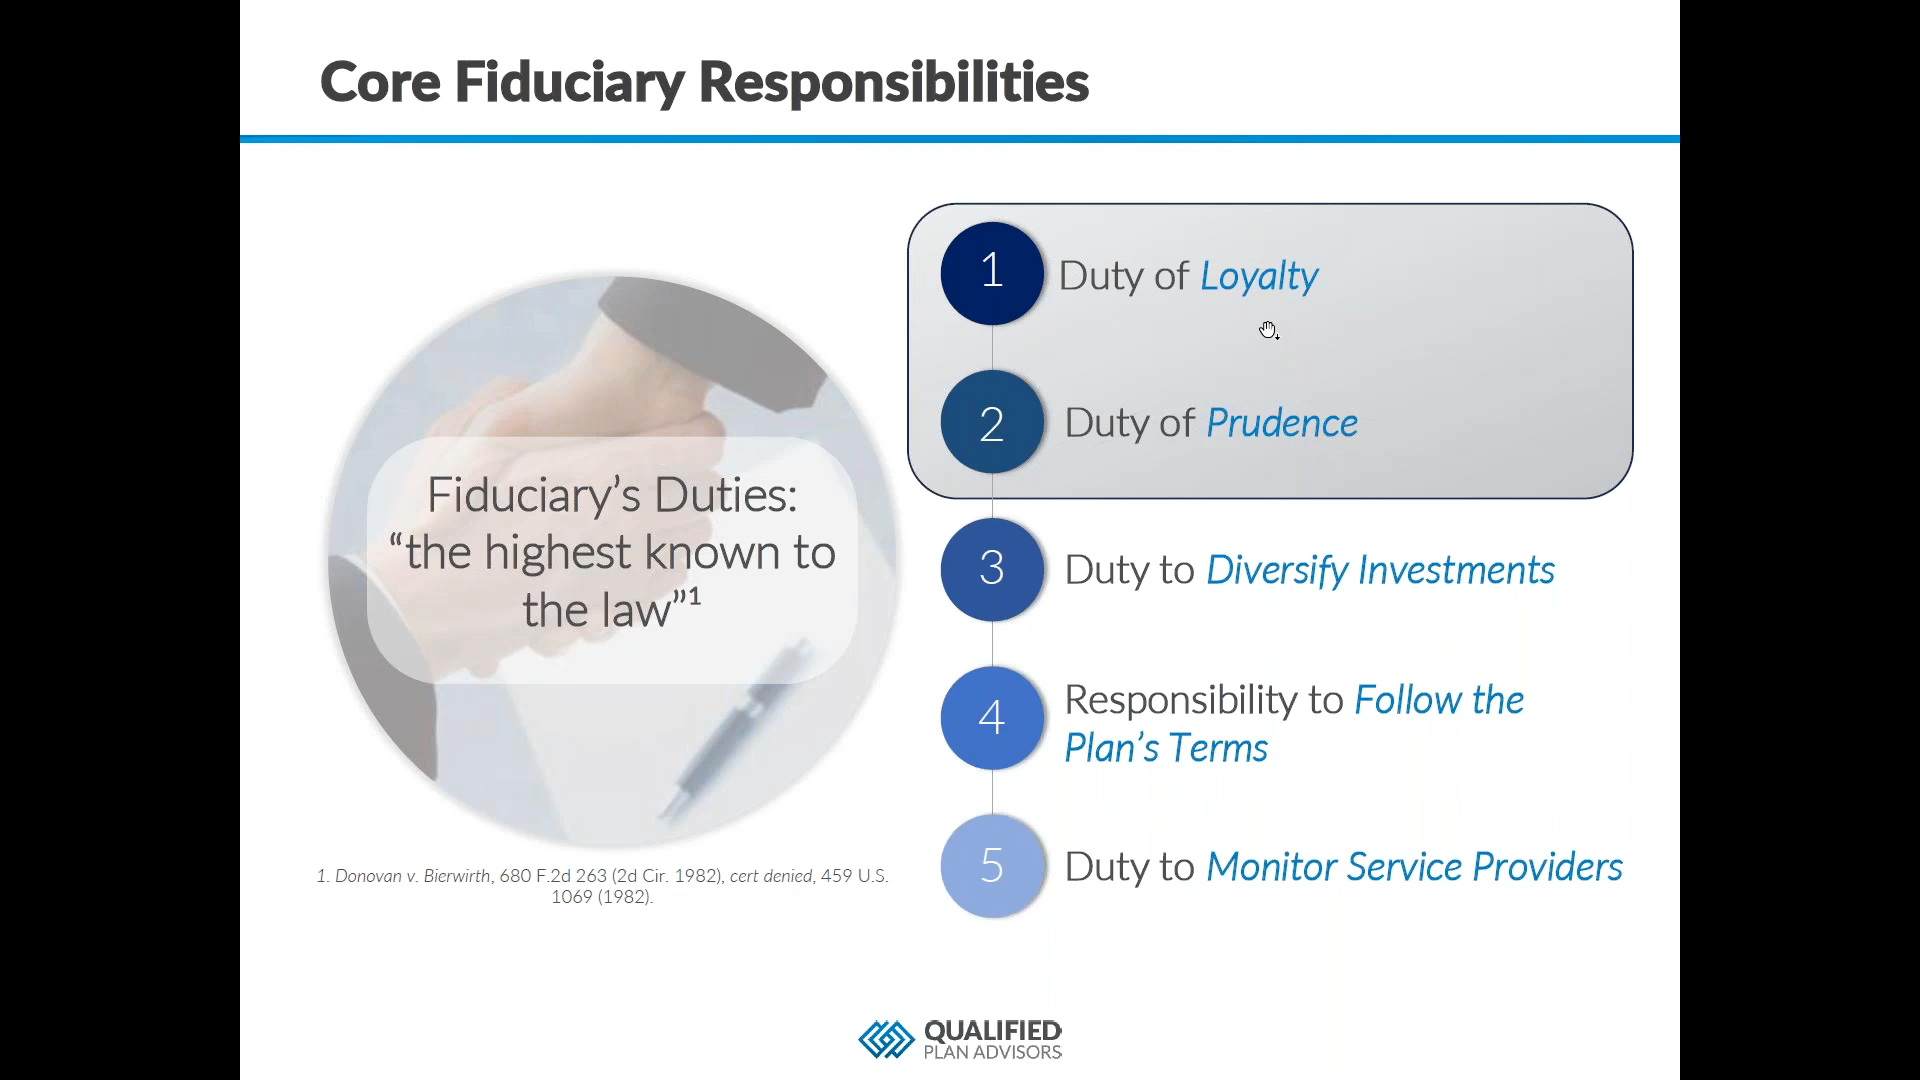 Core Fiduciary Responsibilities
Fiduciary’s Duties:
“the highest known to
the law”1
1. Donovan v. Bierwirth, 680 F.2d 263 (2d Cir. 1982), cert denied, 459 U.S.
1069 (1982).
1
Duty of Loyalty
2
Duty of Prudence
3
Duty to Diversify Investments
4
Responsibility to Follow the
Plan’s Terms
5
Duty to Monitor Service Providers
QUALIFIED
PLAN ADVISORS